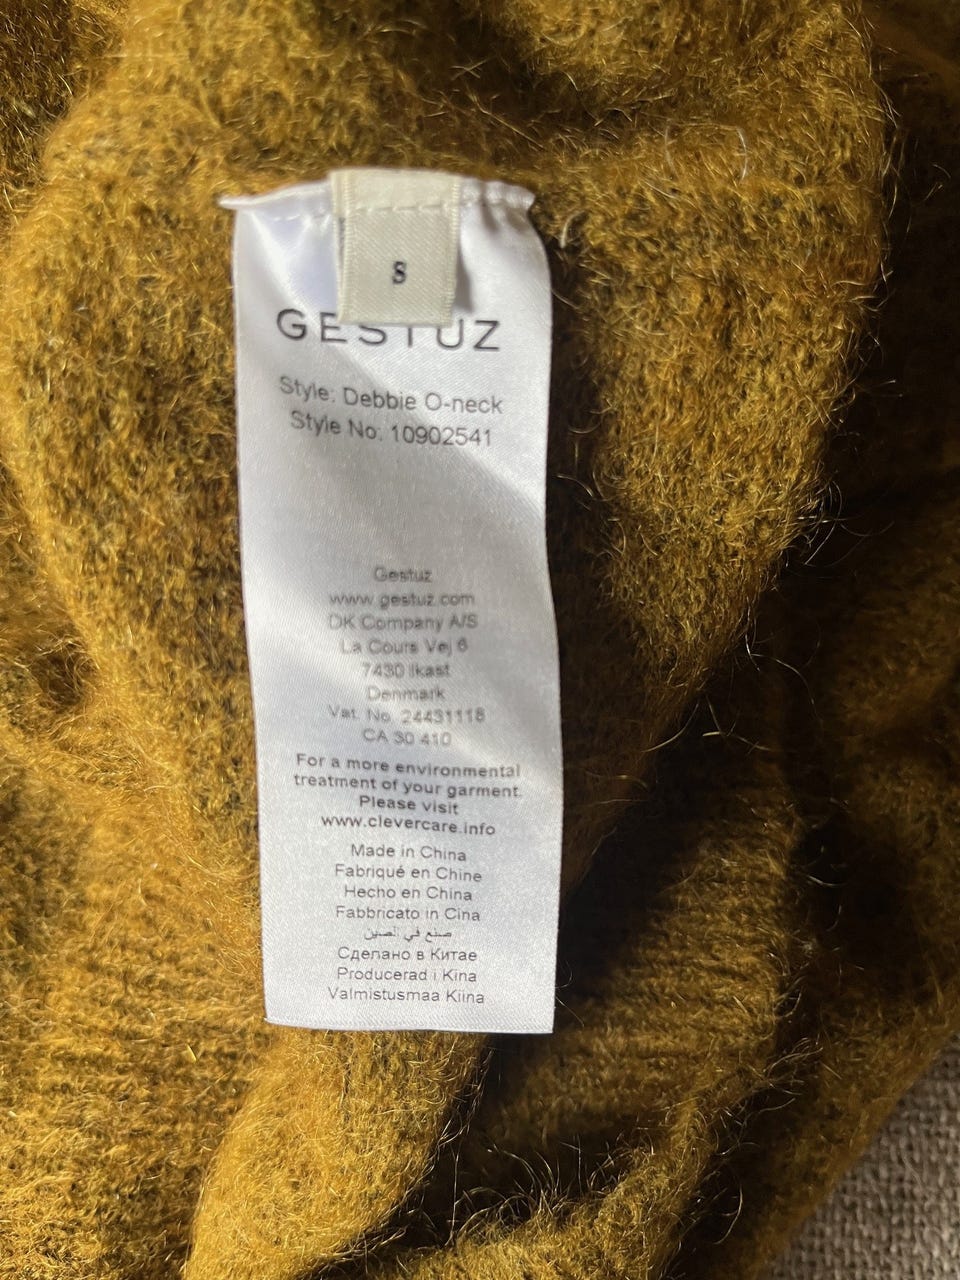 S
GESTUZ
Style: Debbie O-neck
Style No: 10902541
Gestuz
www.gestuz.com
DK Company A/S
La Cours Vej 6
7430 Ikast
Denmark
Vat. No. 24431118
CA 30 410
For a more environmental
treatment of your garment.
Please visit
www.clevercare.info
Made in China
Fabriqué en Chine
Hecho en China
Fabbricato in Cina
صنع في الصين
Сделано в Китае
Producerad i Kina
Valmistusmaa Kiina